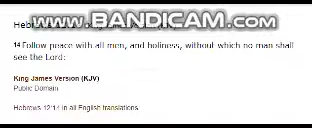 WWW.BANDICAM.COM
Hebre
¹⁴ Follow peace with all men, and holiness, without which no man shall
see the Lord:
King James Version (KJV)
Public Domain
Hebrews 12:14 in all English translations